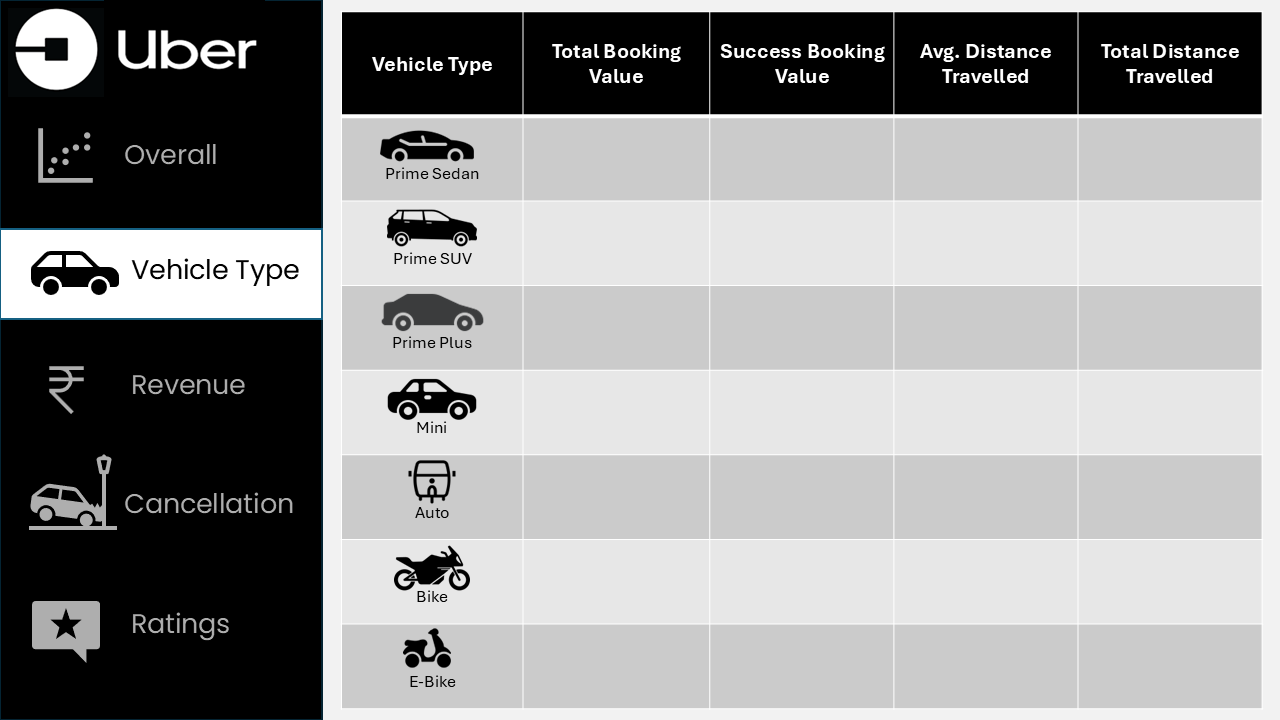 Uber
Overall
Vehicle Type
Revenue
Cancellation
Ratings
Vehicle Type
Total Booking
Value
Success Booking
Value
Avg. Distance
Travelled
Total Distance
Travelled
Prime Sedan
Prime SUV
Prime Plus
Mini
Auto
Bike
E-Bike